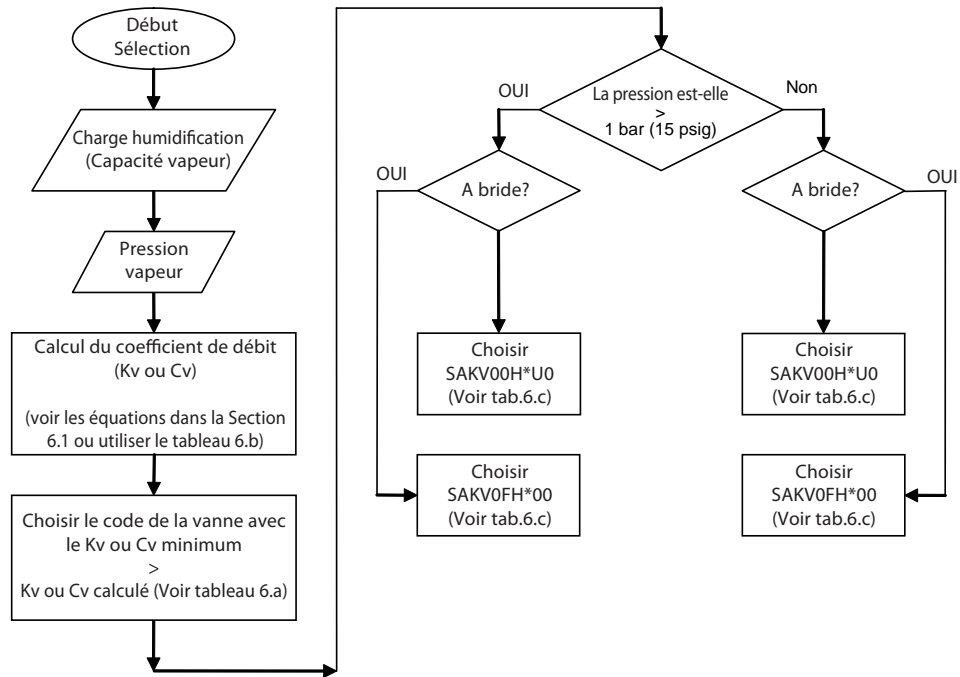 Début
Sélection
Charge humidification
(Capacité vapeur)
Pression
vapeur
Calcul du coefficient de débit
(Kv ou Cv)
(voir les équations dans la Section
6.1 ou utiliser le tableau 6.b)
Choisir le code de la vanne avec
le Kv ou Cv minimum
>
Kv ou Cv calculé (Voir tableau 6.a)
La pression est-elle
>
1 bar (15 psig)
OUI
Non
A bride?
OUI
A bride?
OUI
Choisir
SAKV00H*U0
(Voir tab.6.c)
Choisir
SAKV00H*U0
(Voir tab.6.c)
Choisir
SAKV0FH*00
(Voir tab.6.c)
Choisir
SAKV0FH*00
(Voir tab.6.c)